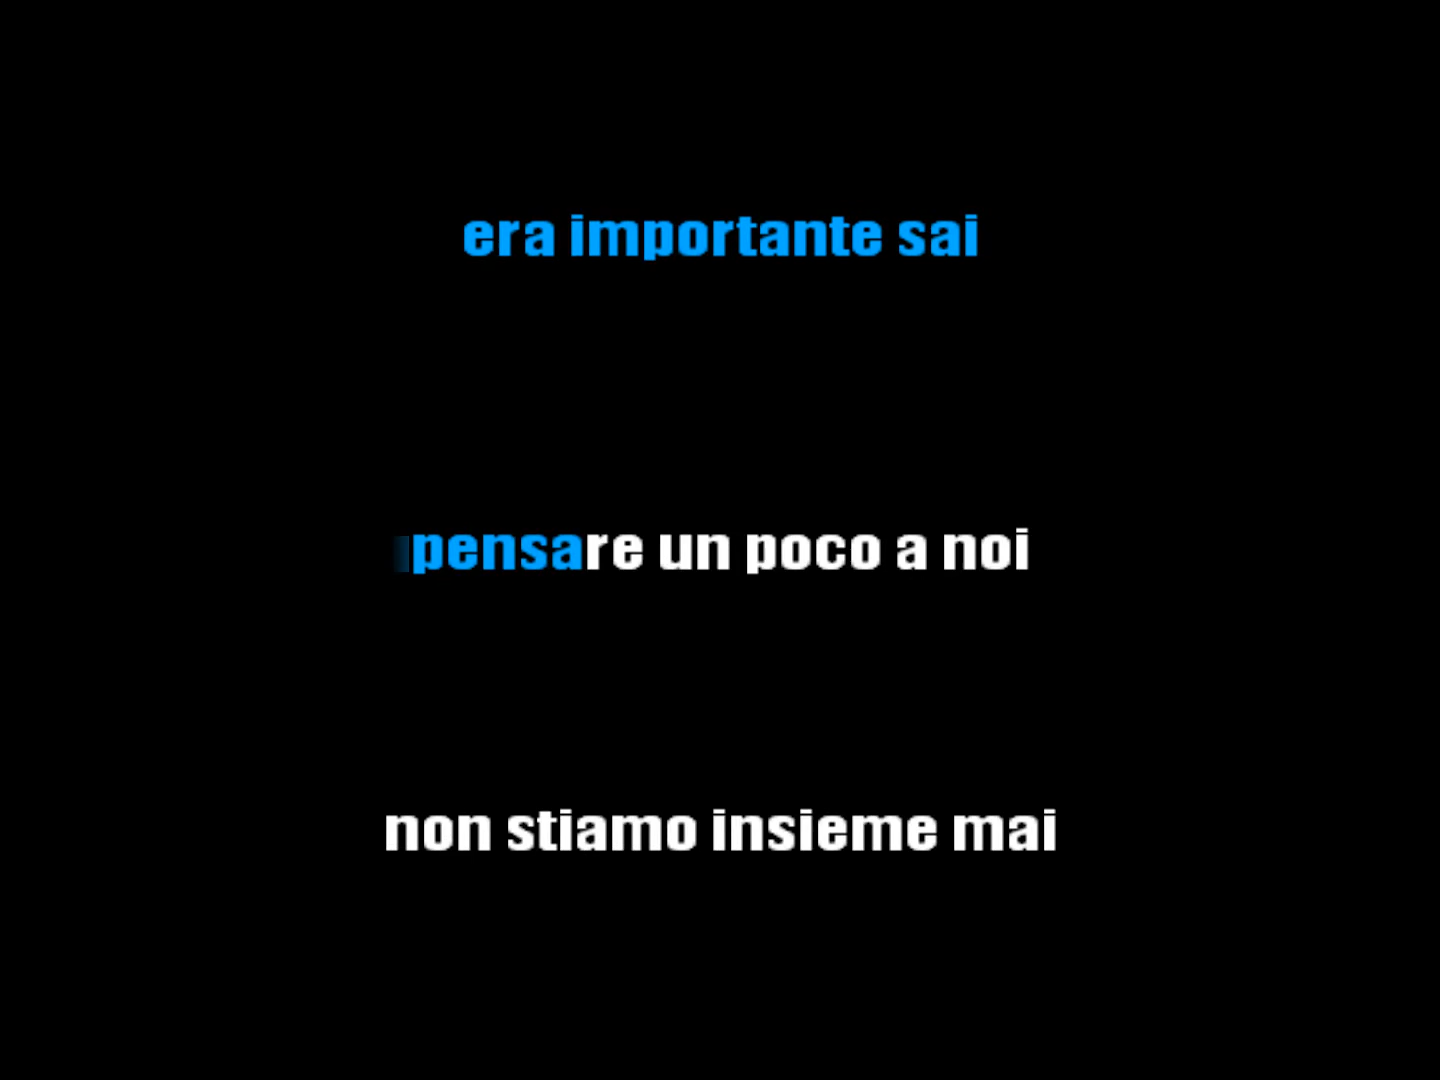 era importante sai
pensare un poco a noi
non stiamo insieme mai